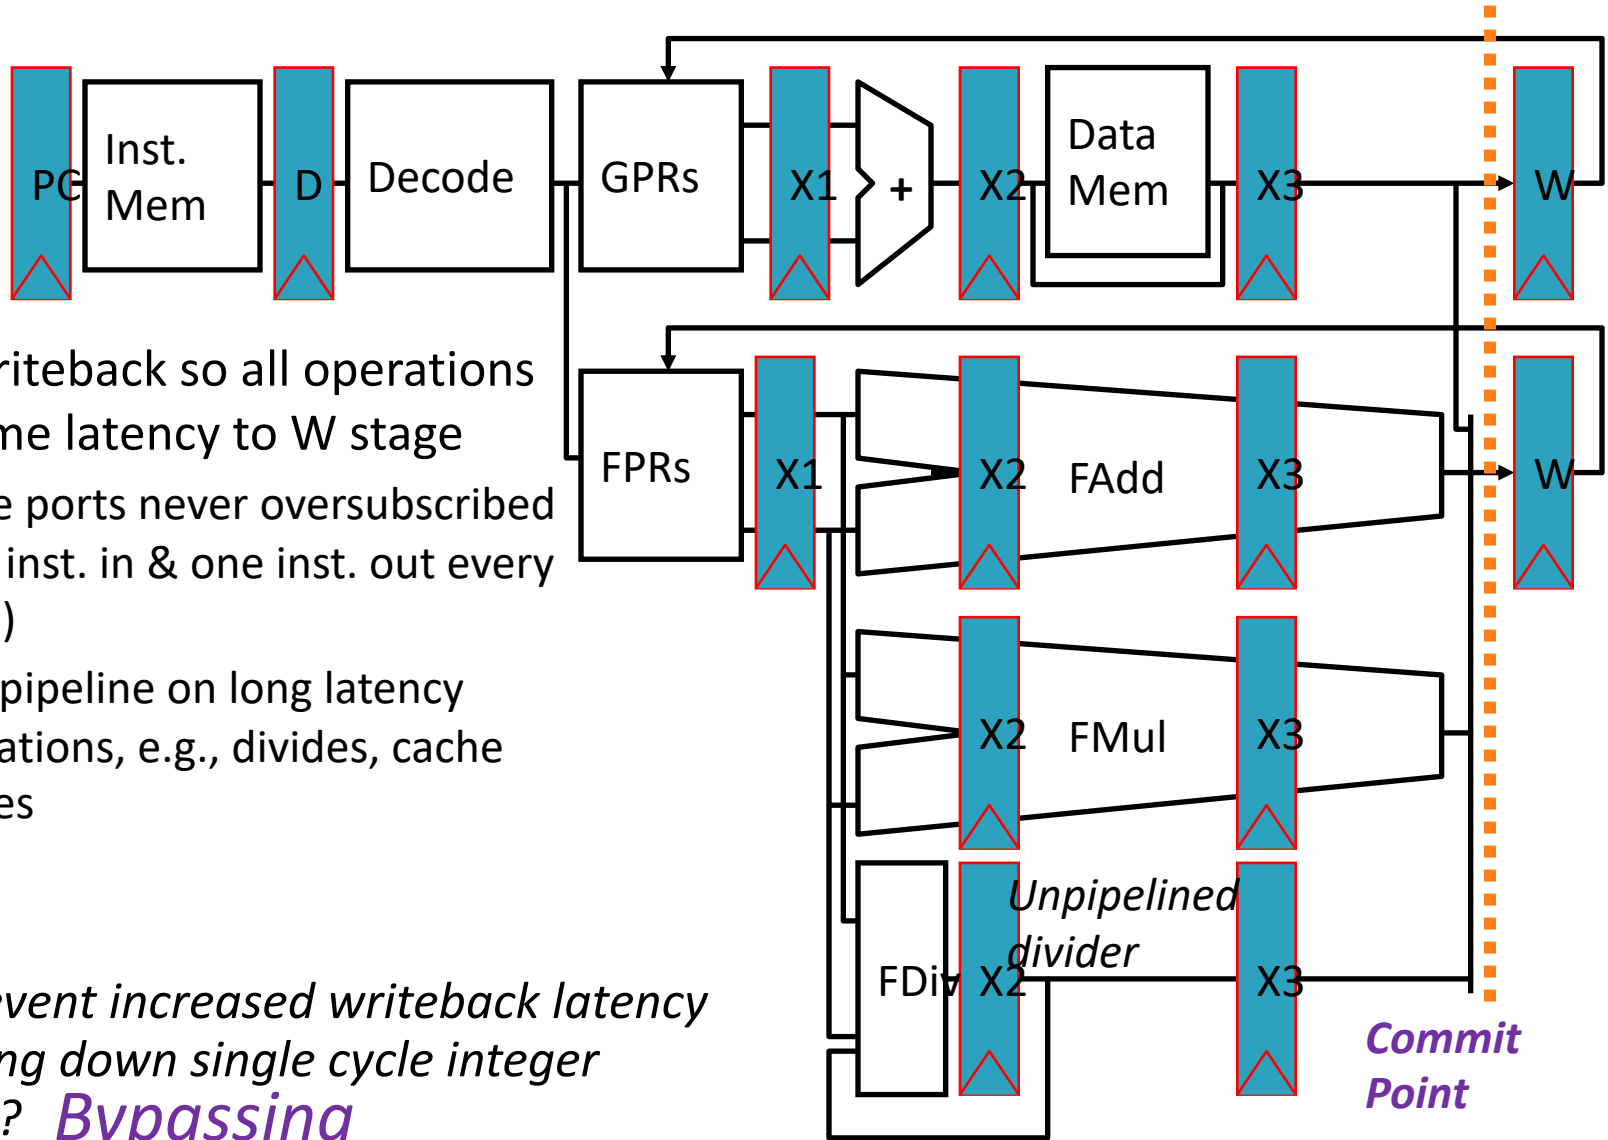 PC
Inst.
Mem
D
Decode
GPRs
X1
+
X2
Data
Mem
X3
W
riteback so all operations
me latency to W stage
e ports never oversubscribed
inst. in & one inst. out every
)
pipeline on long latency
ations, e.g., divides, cache
es
FPRs
X1
X2
FAdd
X3
W
X2
FMul
X3
FDiv
X2
Unpipelined
divider
X3
event increased writeback latency
ng down single cycle integer
? Bypassing
Commit
Point